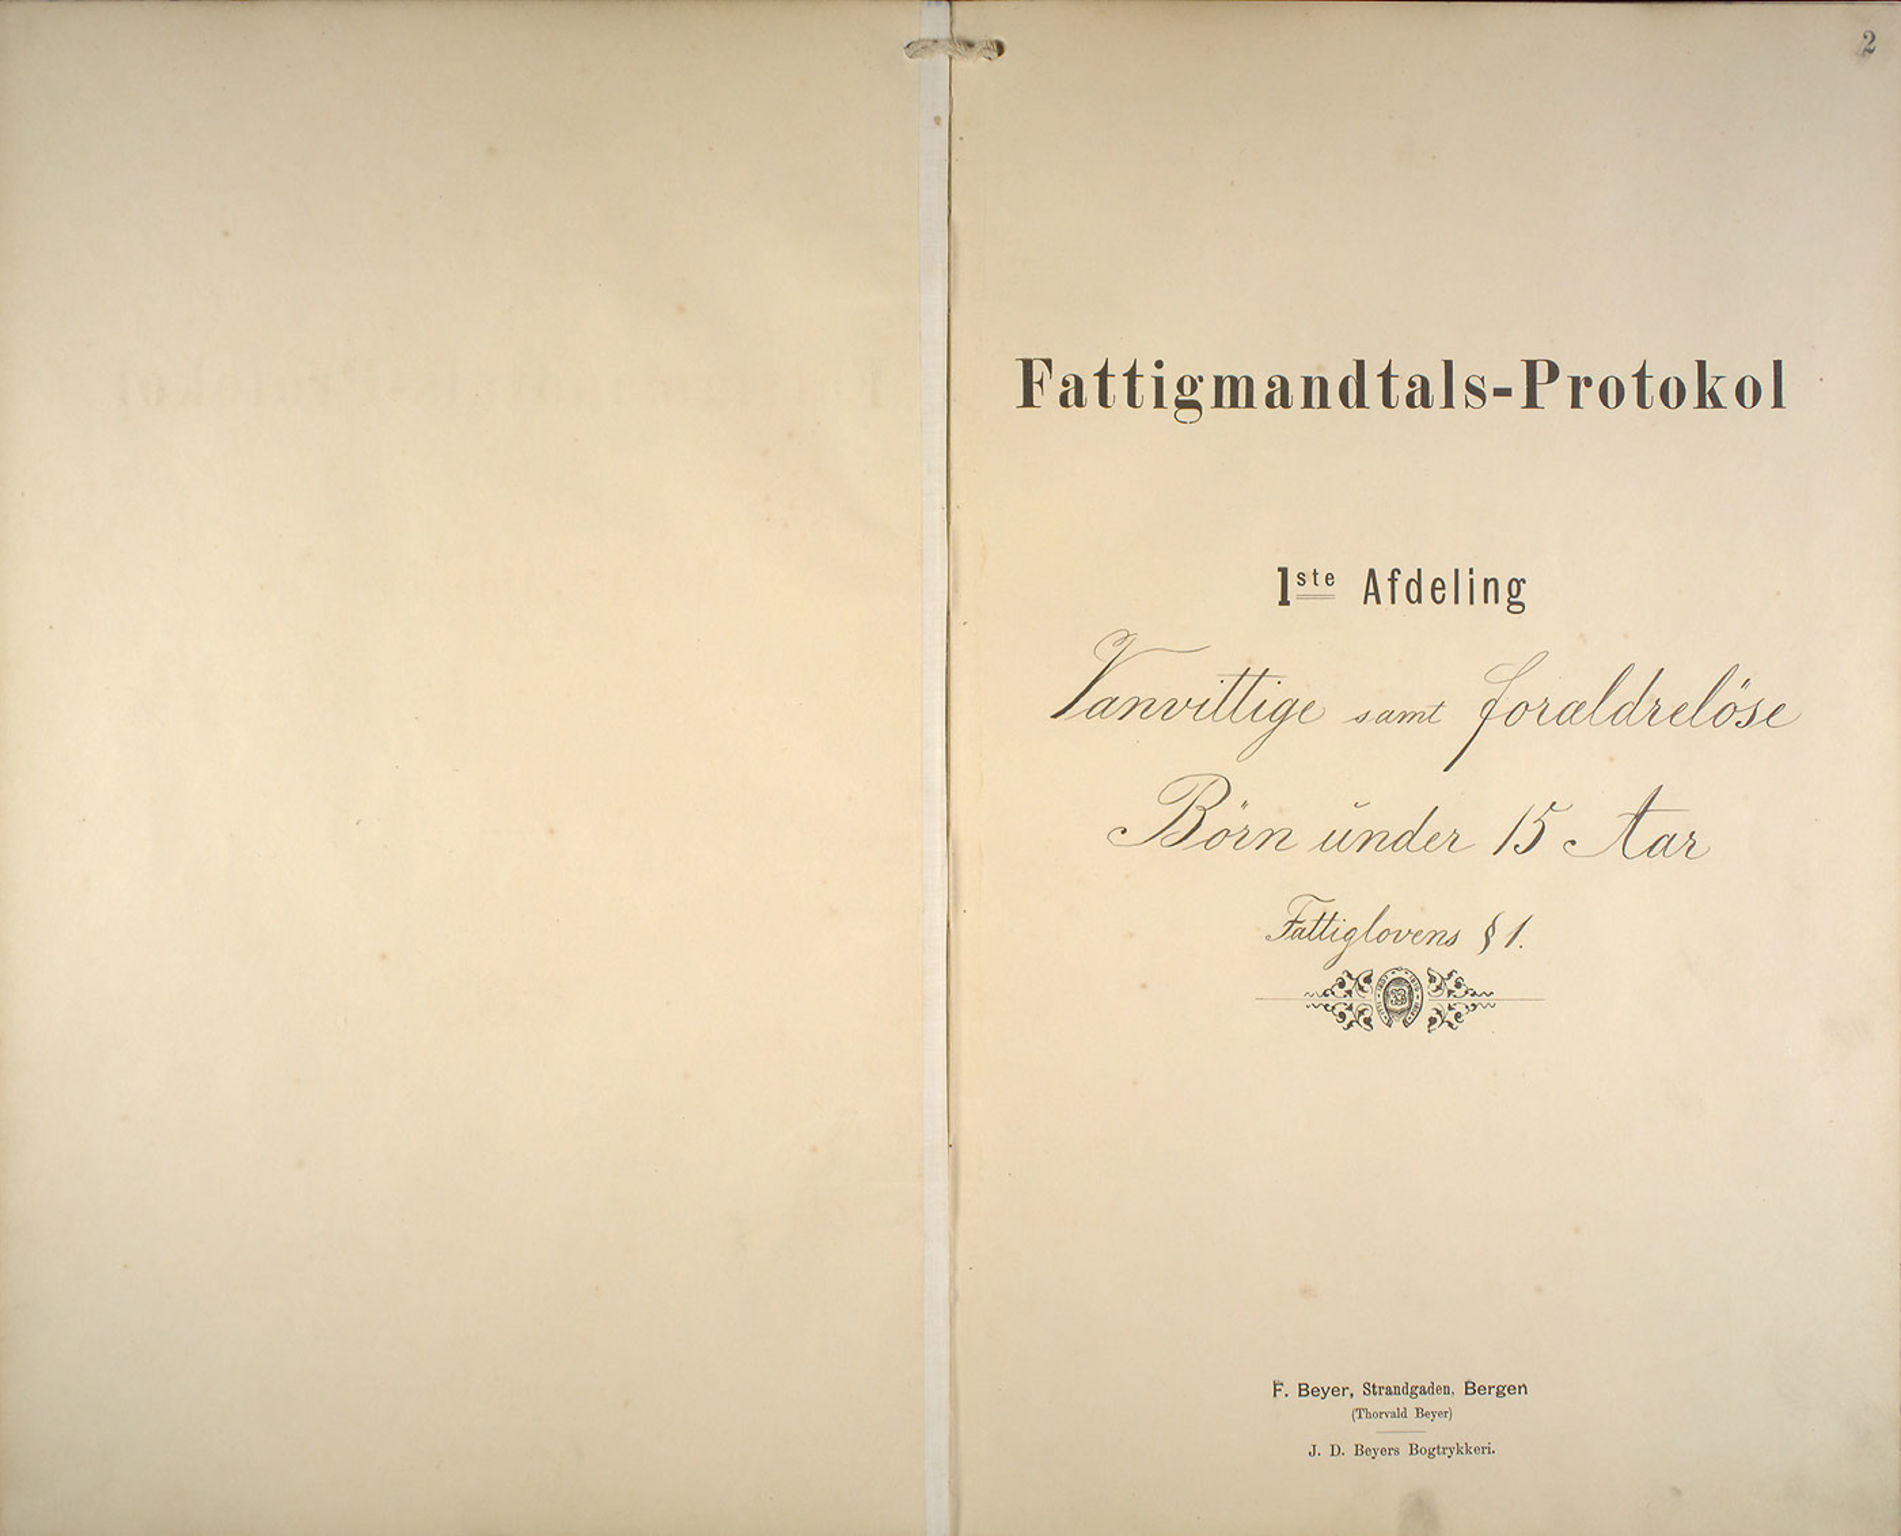 2
Fattigmandtals-Protokol
1ste Afdeling
Vanvittige samt forældrelöse
Börn under 15 Aar
Fattiglovens § 1.
F. Beyer, Strandgaden, Bergen
(Thorvald Beyer)
J. D. Beyers Bogtrykkeri.